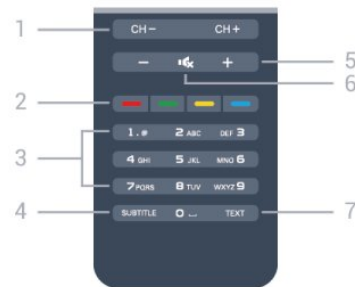 1 CH− CH+
− + 5
6
2
1.@ 2 ABC DEF 3
3 4 GHI 5 JKL MNO 6
7 PQRS 8 TUV WXYZ 9
4 SUBTITLE 0 ⎵ TEXT 7